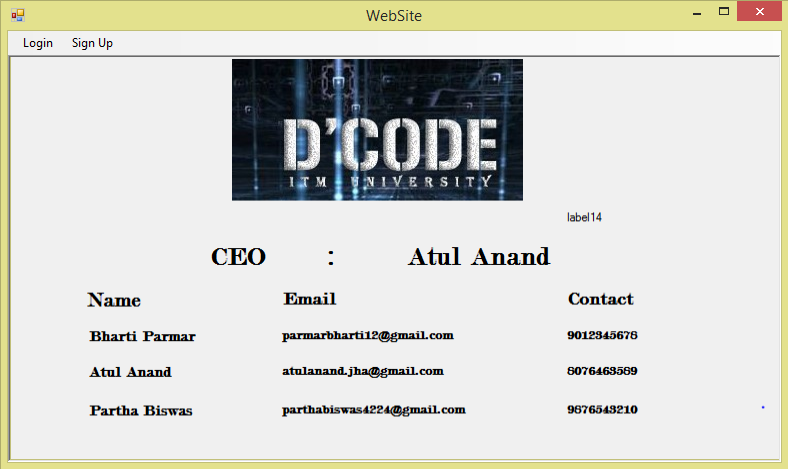 WebSite
Login Sign Up
D'CODE
ITM UNIVERSITY
label14
CEO : Atul Anand
Name Email Contact
Bharti Parmar parmarbharti12@gmail.com 9012345678
Atul Anand atulanand.jha@gmail.com 8076463589
Partha Biswas parthabiswas4224@gmail.com 9876543210